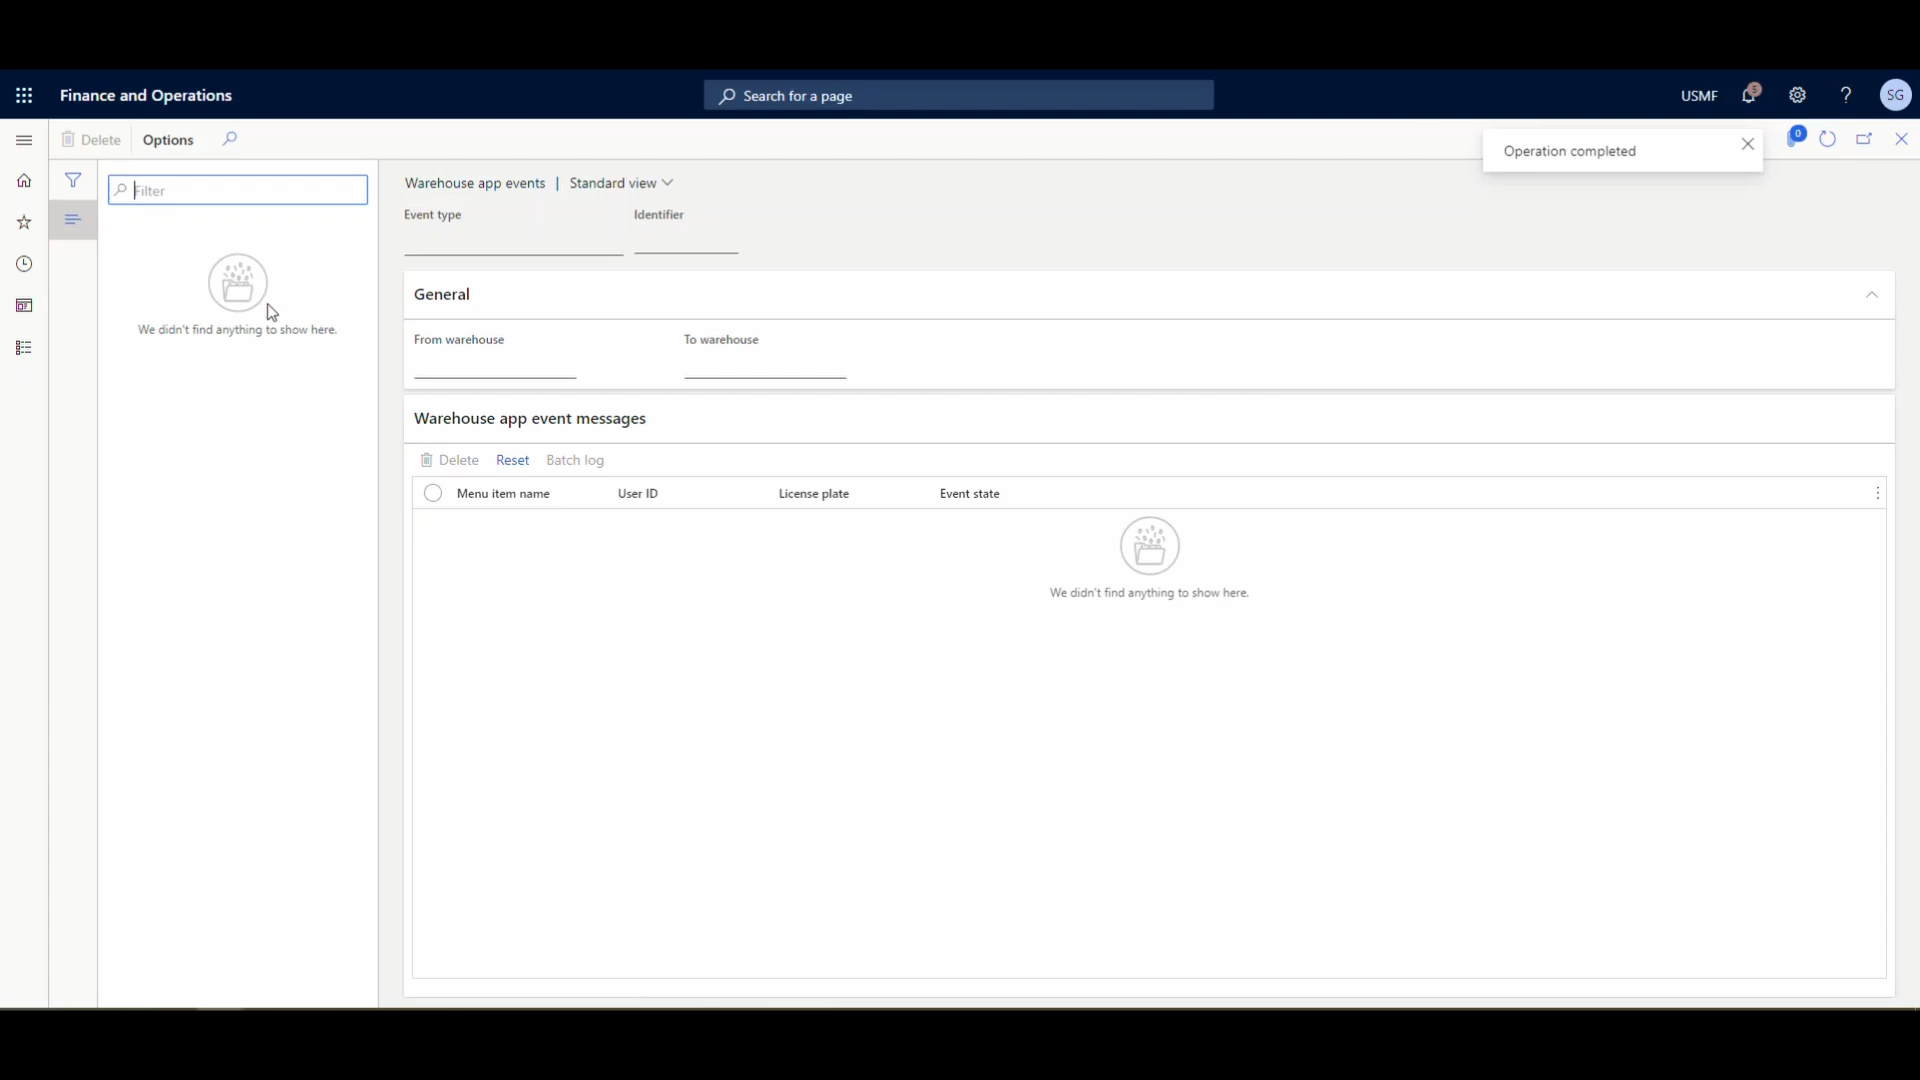 Finance and Operations
Search for a page
USMF
5
?
SG
Delete
Options
Operation completed
0
Filter
We didn't find anything to show here.
Warehouse app events | Standard view
Event type
Identifier
General
From warehouse
To warehouse
Warehouse app event messages
Delete
Reset
Batch log
Menu item name
User ID
License plate
Event state
We didn't find anything to show here.